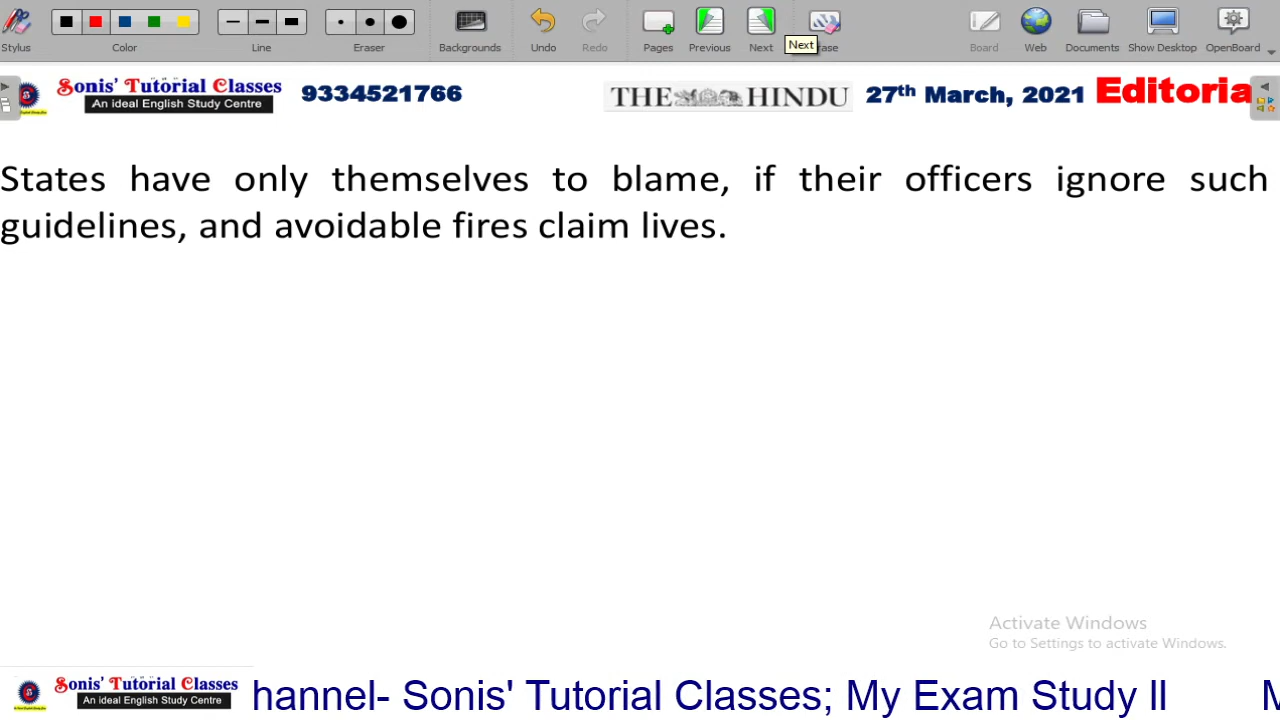 Stylus Color Line Eraser Backgrounds Undo Redo Pages Previous Next Board Web Documents Show Desktop OpenBoard
Next
Sonis' Tutorial Classes
An ideal English Study Centre
9334521766
THE HINDU
27th March, 2021
Editoria
States have only themselves to blame, if their officers ignore such
guidelines, and avoidable fires claim lives.
Activate Windows
Go to Settings to activate Windows.
Sonis' Tutorial Classes
An ideal English Study Centre
hannel- Sonis' Tutorial Classes; My Exam Study II